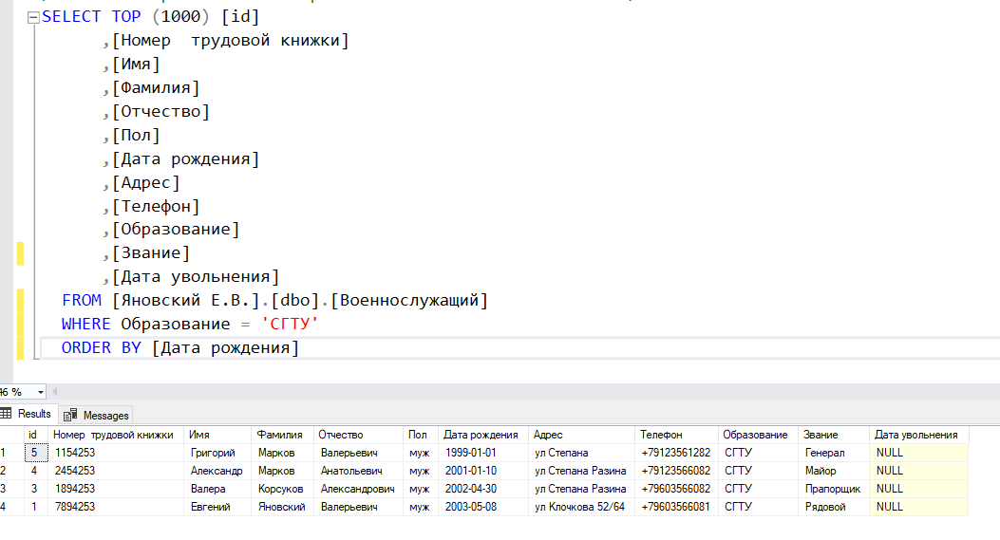 SELECT TOP (1000) [id]
,[Номер  трудовой книжки]
,[Имя]
,[Фамилия]
,[Отчество]
,[Пол]
,[Дата рождения]
,[Адрес]
,[Телефон]
,[Образование]
,[Звание]
,[Дата увольнения]
FROM [Яновский Е.В.].[dbo].[Военнослужащий]
WHERE Образование = 'СГТУ'
ORDER BY [Дата рождения]
46 %
Results Messages
id Номер  трудовой книжки Имя Фамилия Отчество Пол Дата рождения Адрес Телефон Образование Звание Дата увольнения
1 5 1154253 Григорий Марков Валерьевич муж 1999-01-01 ул Степана +79123561282 СГТУ Генерал NULL
2 4 2454253 Александр Марков Анатольевич муж 2001-01-10 ул Степана Разина +79123566082 СГТУ Майор NULL
3 3 1894253 Валера Корсуков Александрович муж 2002-04-30 ул Степана Разина +79603566082 СГТУ Прапорщик NULL
4 1 7894253 Евгений Яновский Валерьевич муж 2003-05-08 ул Клочкова 52/64 +79603566081 СГТУ Рядовой NULL